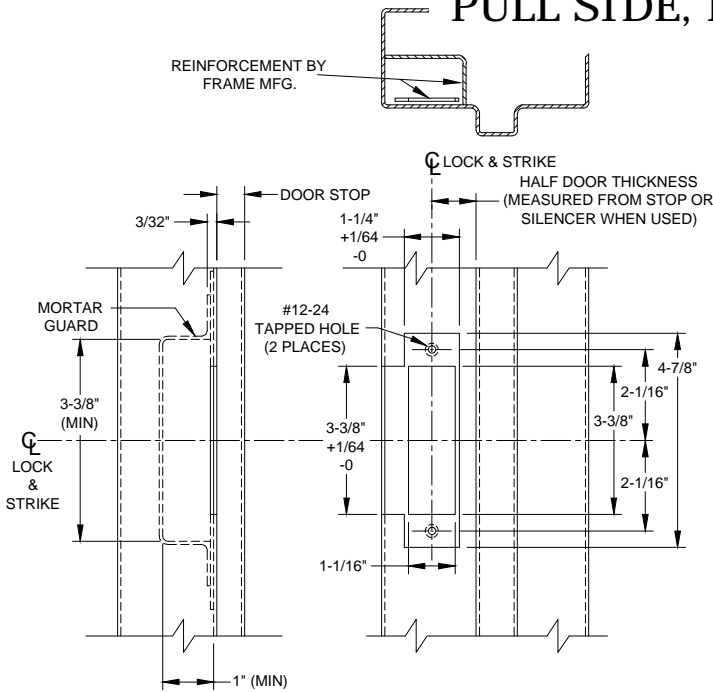 PULL SIDE,
REINFORCEMENT BY
FRAME MFG.
℄ LOCK & STRIKE
DOOR STOP
HALF DOOR THICKNESS
(MEASURED FROM STOP OR
SILENCER WHEN USED)
3/32"
1-1/4"
+1/64
-0
MORTAR
GUARD
#12-24
TAPPED HOLE
(2 PLACES)
4-7/8"
2-1/16"
3-3/8"
(MIN)
3-3/8"
+1/64
-0
3-3/8"
℄
LOCK
&
STRIKE
2-1/16"
1-1/16"
1" (MIN)